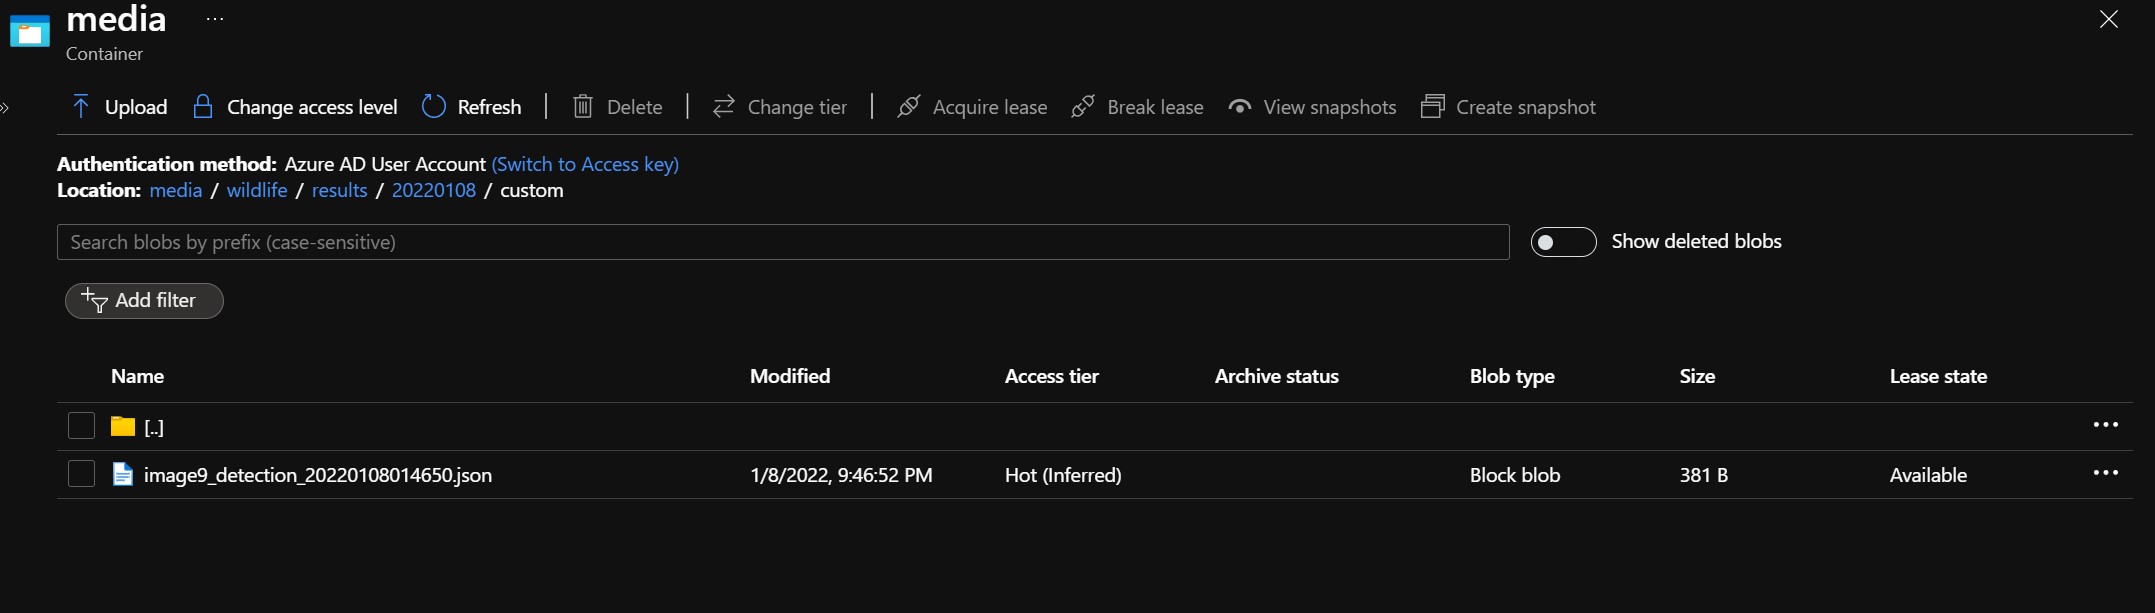 media ...
Container
Upload Change access level Refresh | Delete | Change tier | Acquire lease Break lease View snapshots Create snapshot
Authentication method: Azure AD User Account (Switch to Access key)
Location: media / wildlife / results / 20220108 / custom
Search blobs by prefix (case-sensitive) Show deleted blobs
Add filter
Name Modified Access tier Archive status Blob type Size Lease state
[..] ...
image9_detection_20220108014650.json 1/8/2022, 9:46:52 PM Hot (Inferred) Block blob 381 B Available ...